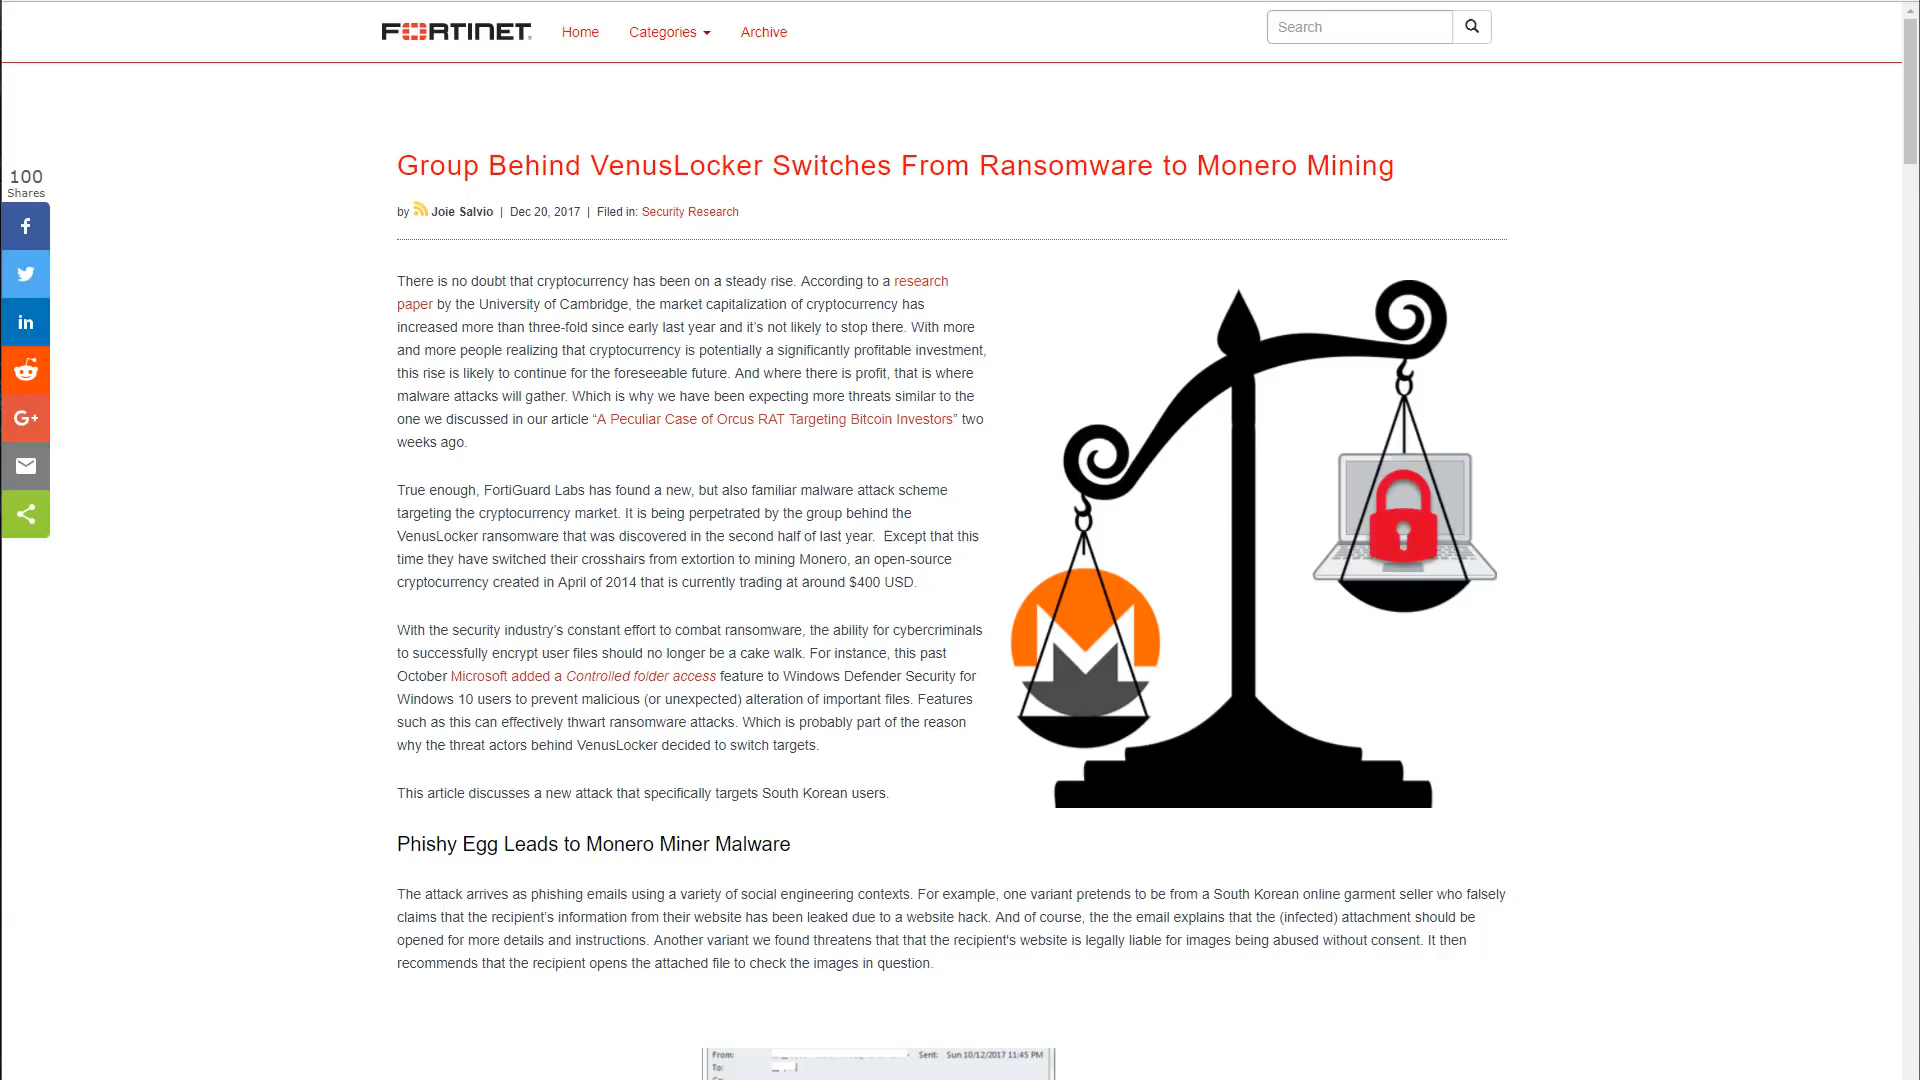 FORTINET
Home
Categories
Archive
Search
100
Shares
Group Behind VenusLocker Switches From Ransomware to Monero Mining
by Joie Salvio | Dec 20, 2017 | Filed in: Security Research
There is no doubt that cryptocurrency has been on a steady rise. According to a research
paper by the University of Cambridge, the market capitalization of cryptocurrency has
increased more than three-fold since early last year and it’s not likely to stop there. With more
and more people realizing that cryptocurrency is potentially a significantly profitable investment,
this rise is likely to continue for the foreseeable future. And where there is profit, that is where
malware attacks will gather. Which is why we have been expecting more threats similar to the
one we discussed in our article “A Peculiar Case of Orcus RAT Targeting Bitcoin Investors” two
weeks ago.
True enough, FortiGuard Labs has found a new, but also familiar malware attack scheme
targeting the cryptocurrency market. It is being perpetrated by the group behind the
VenusLocker ransomware that was discovered in the second half of last year.  Except that this
time they have switched their crosshairs from extortion to mining Monero, an open-source
cryptocurrency created in April of 2014 that is currently trading at around $400 USD.
With the security industry’s constant effort to combat ransomware, the ability for cybercriminals
to successfully encrypt user files should no longer be a cake walk. For instance, this past
October Microsoft added a Controlled folder access feature to Windows Defender Security for
Windows 10 users to prevent malicious (or unexpected) alteration of important files. Features
such as this can effectively thwart ransomware attacks. Which is probably part of the reason
why the threat actors behind VenusLocker decided to switch targets.
This article discusses a new attack that specifically targets South Korean users.
Phishy Egg Leads to Monero Miner Malware
The attack arrives as phishing emails using a variety of social engineering contexts. For example, one variant pretends to be from a South Korean online garment seller who falsely
claims that the recipient’s information from their website has been leaked due to a website hack. And of course, the the email explains that the (infected) attachment should be
opened for more details and instructions. Another variant we found threatens that that the recipient's website is legally liable for images being abused without consent. It then
recommends that the recipient opens the attached file to check the images in question.
From: Sent: Sun 10/12/2017 11:45 PM
To: